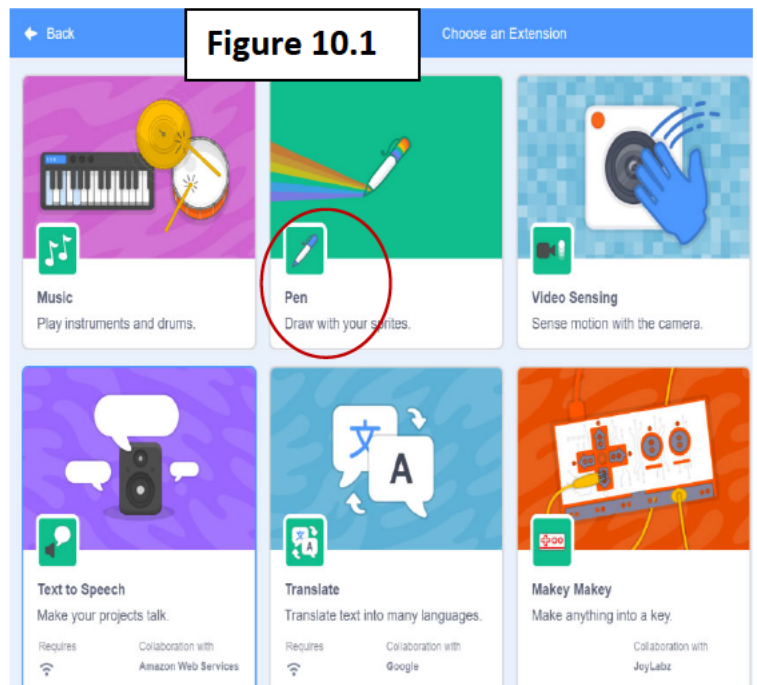 Back
Figure 10.1
Choose an Extension
Music
Play instruments and drums.
Pen
Draw with your sprites.
Video Sensing
Sense motion with the camera.
文
A
Text to Speech
Make your projects talk.
Requires
Collaboration with
Amazon Web Services
文
A
Translate
Translate text into many languages.
Requires
Collaboration with
Google
Makey Makey
Make anything into a key.
Collaboration with
JoyLabz